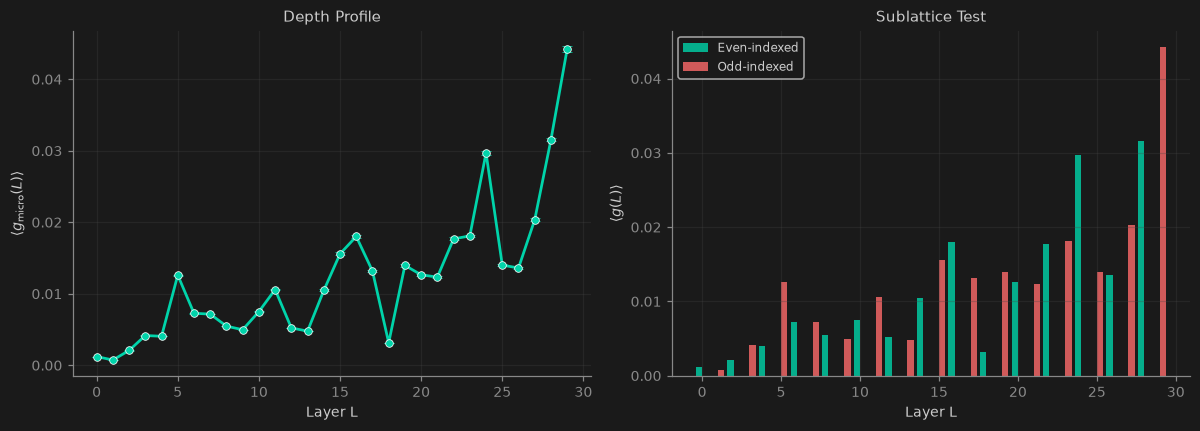 Depth Profile
⟨g_micro(L)⟩
0.04
0.03
0.02
0.01
0.00
0 5 10 15 20 25 30
Layer L
Sublattice Test
Even-indexed
Odd-indexed
⟨g(L)⟩
0.04
0.03
0.02
0.01
0.00
0 5 10 15 20 25 30
Layer L